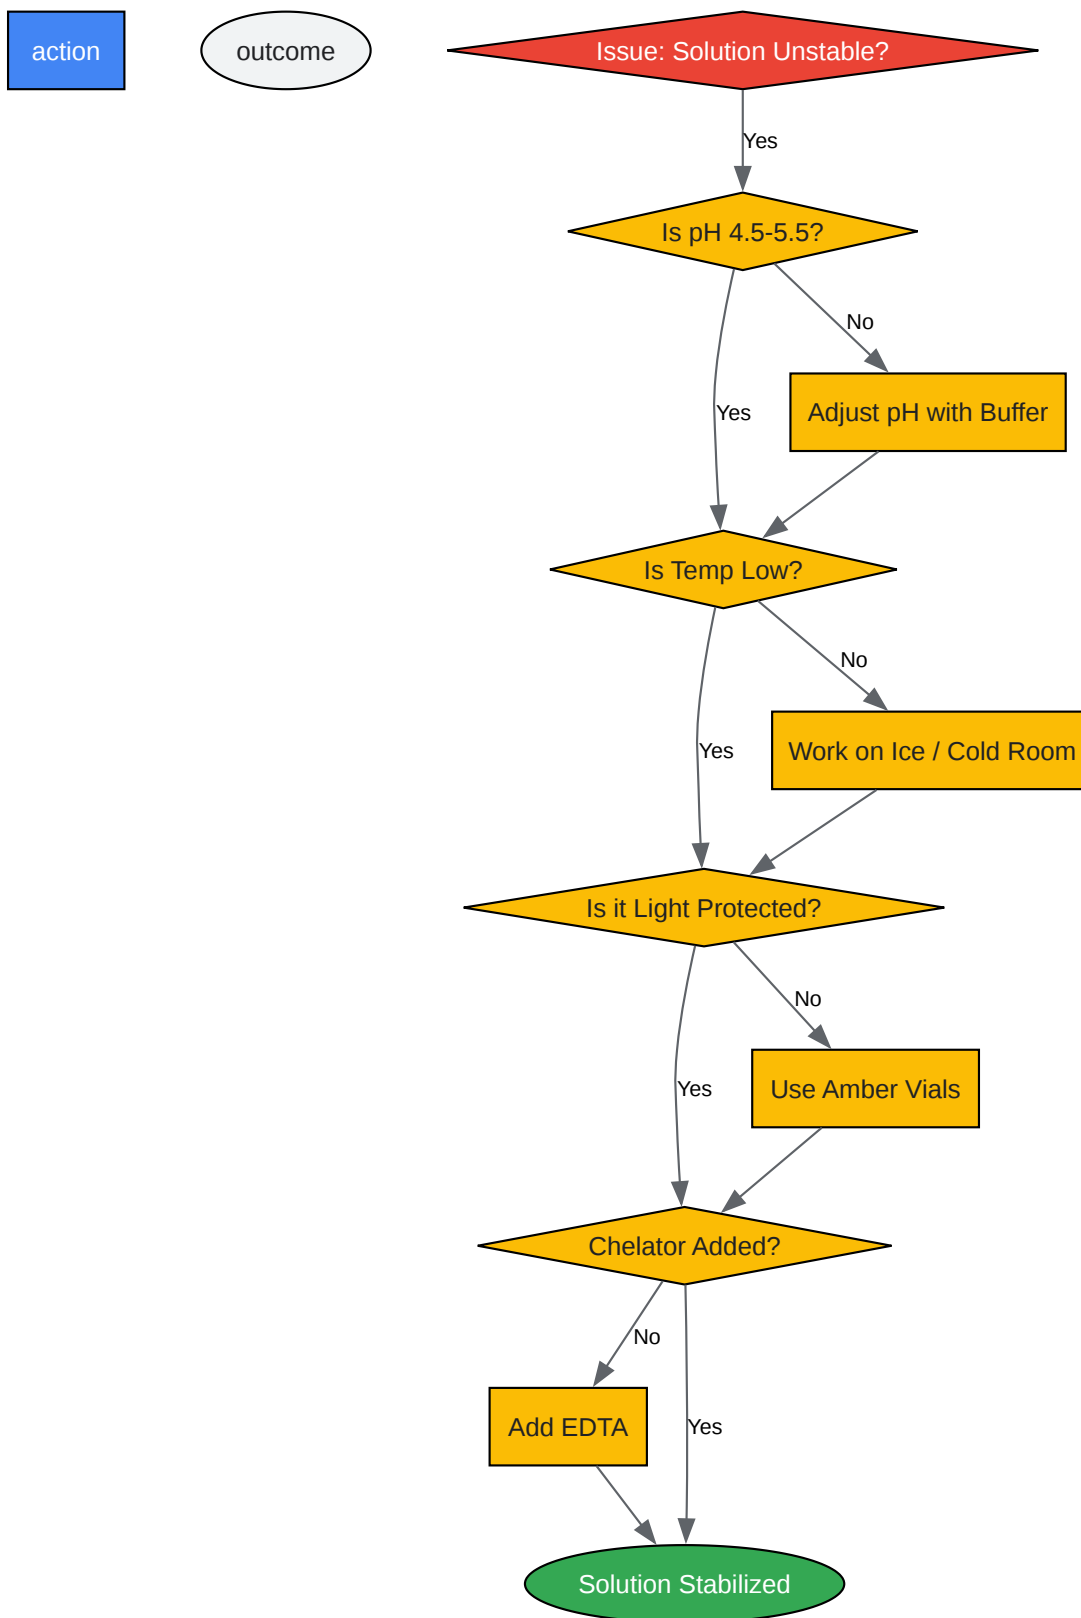 action
outcome
Issue: Solution Unstable?
Yes
Is pH 4.5-5.5?
No
Yes
Adjust pH with Buffer
Is Temp Low?
No
Yes
Work on Ice / Cold Room
Is it Light Protected?
No
Yes
Use Amber Vials
Chelator Added?
No
Add EDTA
Yes
Solution Stabilized